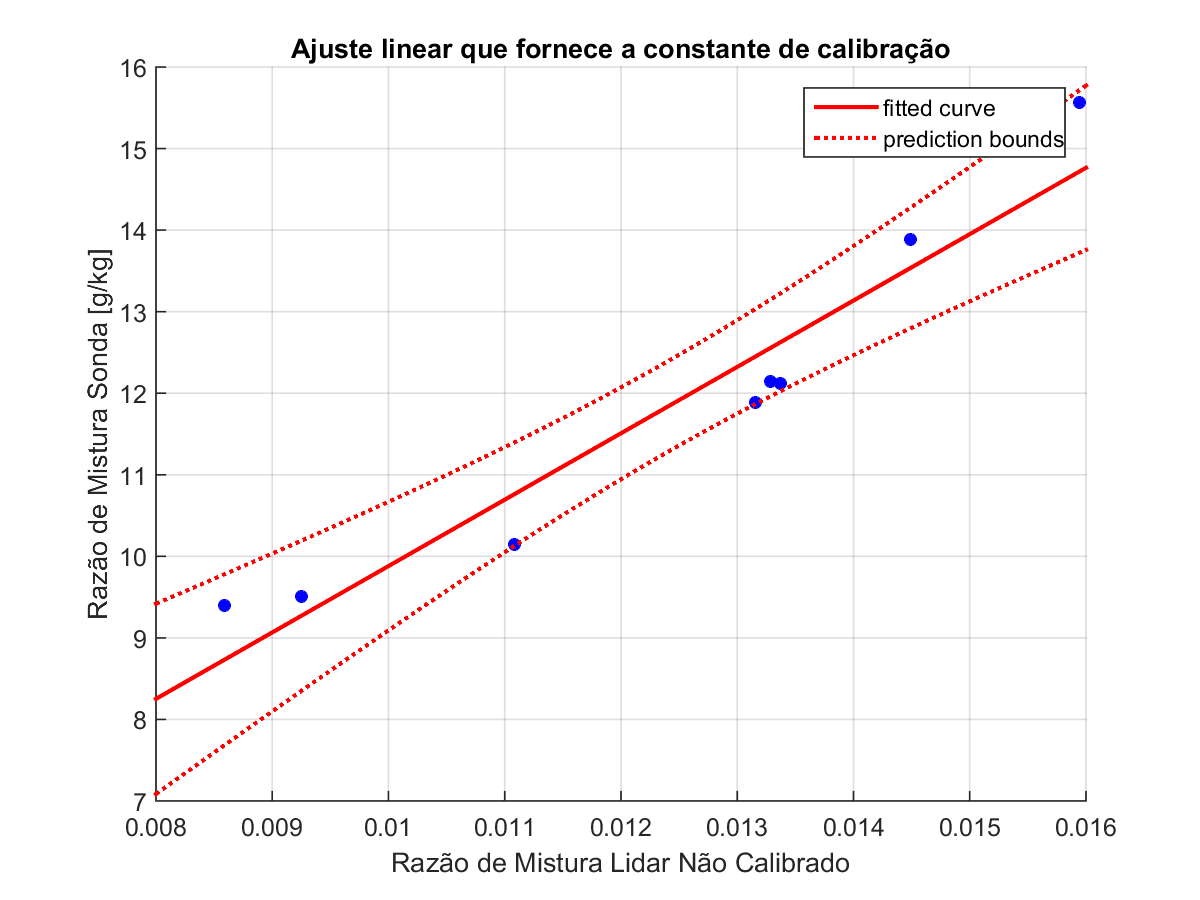 Ajuste linear que fornece a constante de calibração
fitted curve
prediction bounds
Razão de Mistura Sonda [g/kg]
16
15
14
13
12
11
10
9
8
7
0.008 0.009 0.01 0.011 0.012 0.013 0.014 0.015 0.016
Razão de Mistura Lidar Não Calibrado